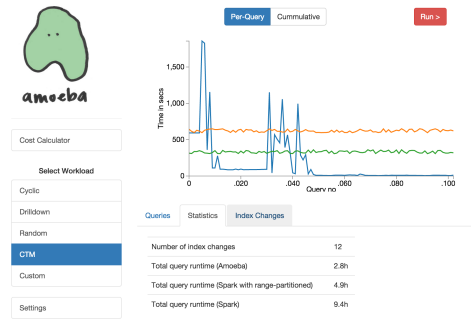 amoeba
Cost Calculator
Select Workload
Cyclic
Drilldown
Random
CTM
Custom
Settings
Per-Query
Cummulative
Run >
Time in secs
1,500
1,000
500
0
0
.020
.040
.060
.080
.100
Query no
Queries
Statistics
Index Changes
Number of index changes 12
Total query runtime (Amoeba) 2.8h
Total query runtime (Spark with range-partitioned) 4.9h
Total query runtime (Spark) 9.4h